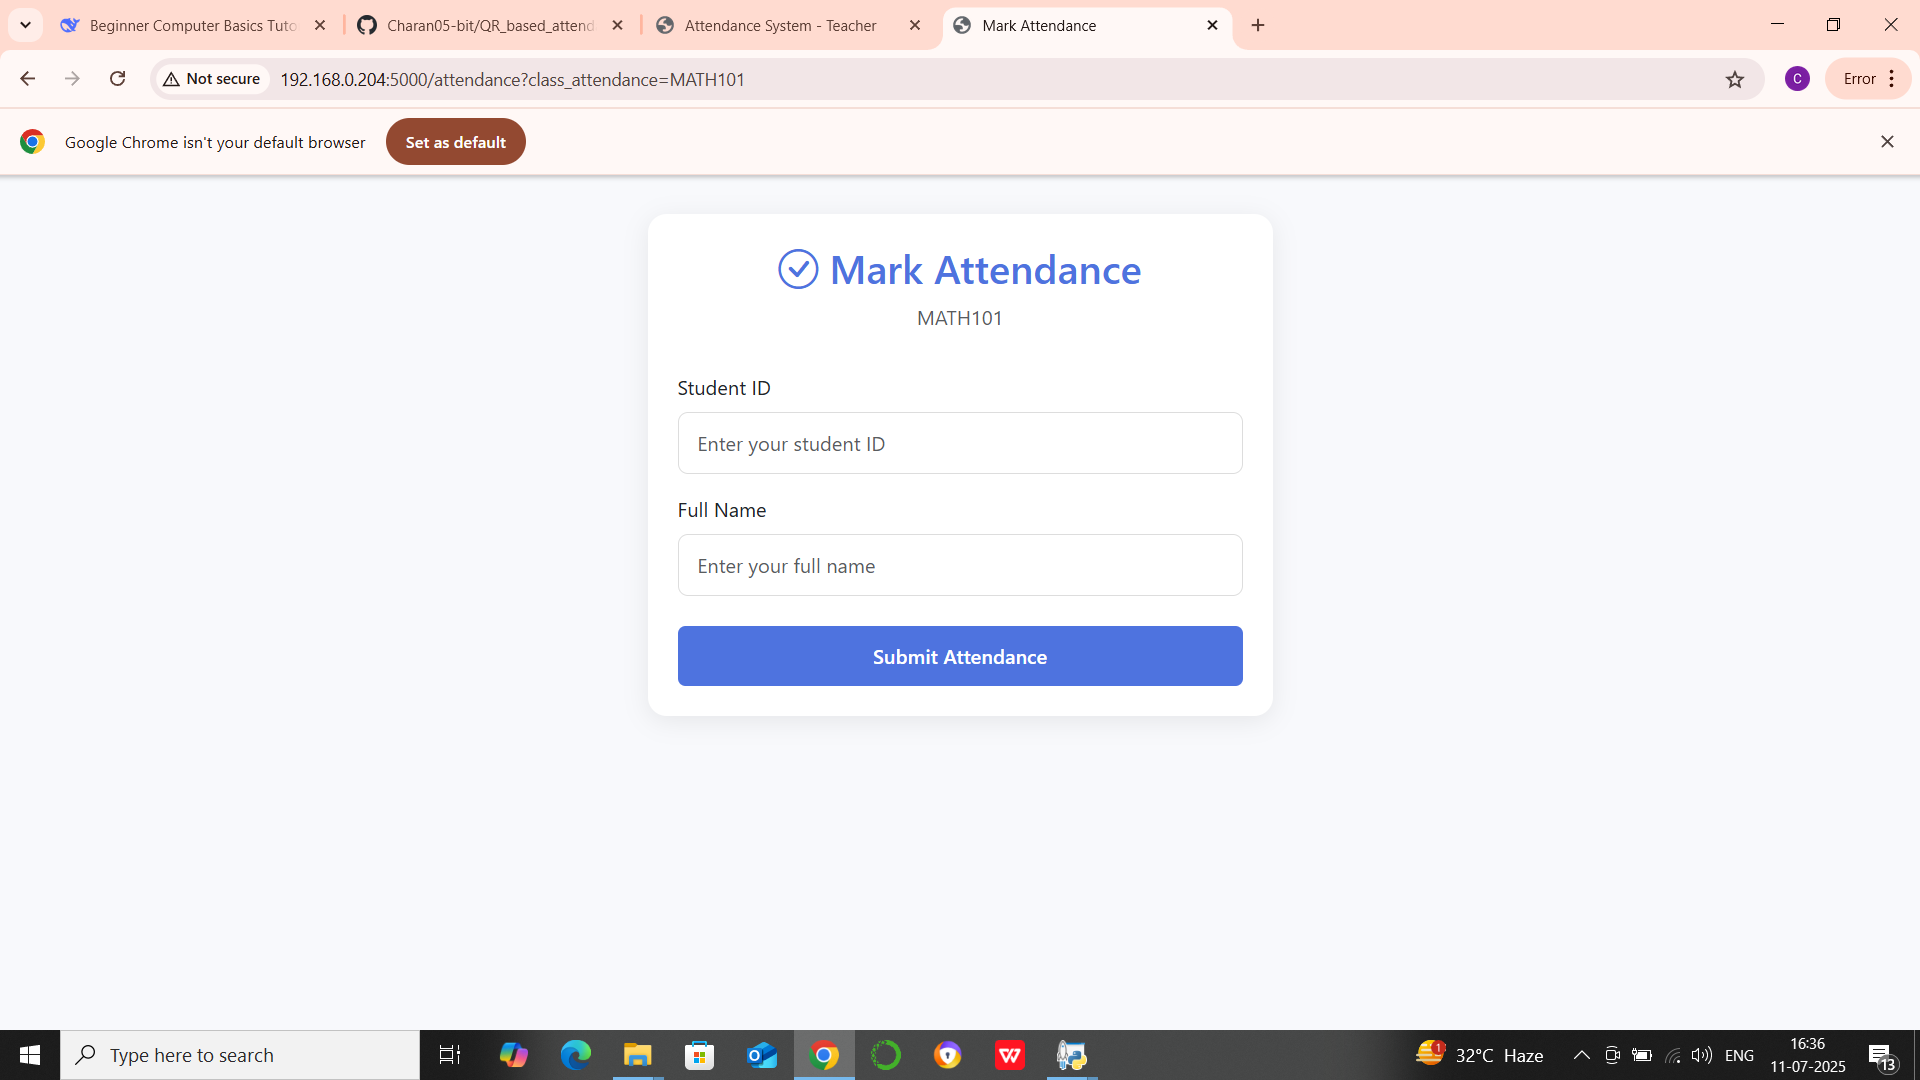 Beginner Computer Basics Tuto
Charan05-bit/QR_based_attend
Attendance System - Teacher
Mark Attendance
Not secure
192.168.0.204:5000/attendance?class_attendance=MATH101
C
Error
Google Chrome isn't your default browser
Set as default
Mark Attendance
MATH101
Student ID
Enter your student ID
Full Name
Enter your full name
Submit Attendance
Type here to search
1
32°C Haze
ENG
16:36
11-07-2025
13